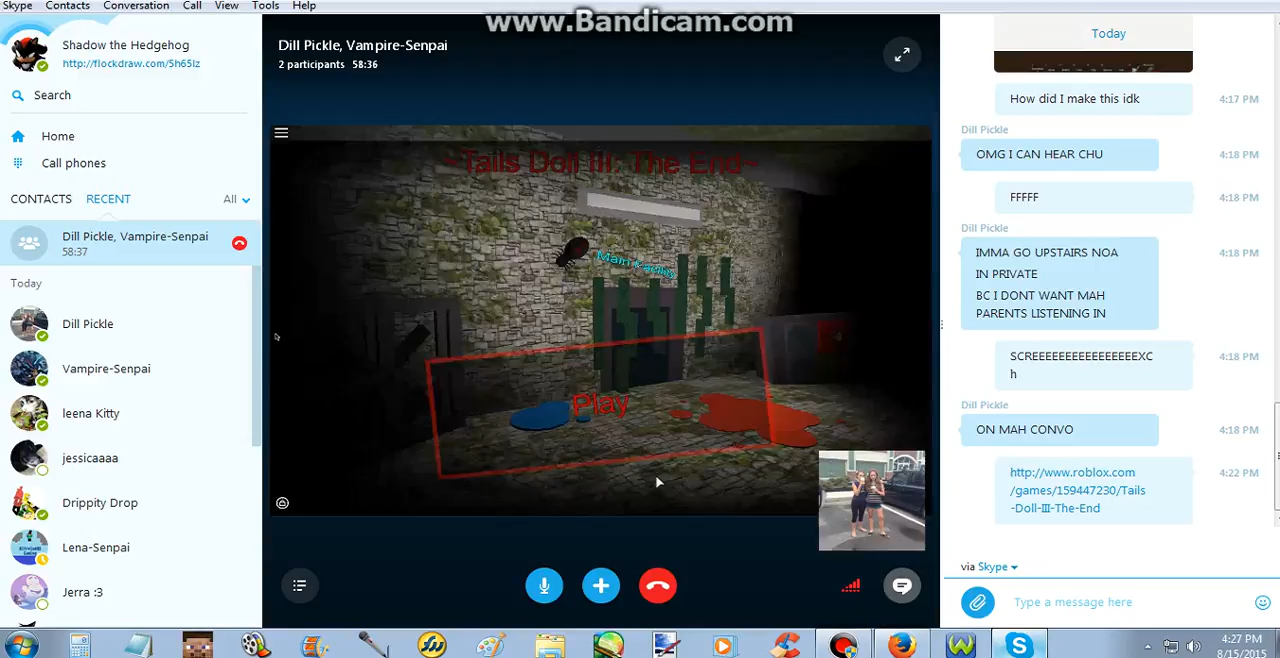 www.Bandicam.com
Skype Contacts Conversation Call View Tools Help
Shadow the Hedgehog
http://flockdraw.com/5h65lz
Search
Home
Call phones
CONTACTS RECENT All
Dill Pickle, Vampire-Senpai
58:37
Today
Dill Pickle
Vampire-Senpai
leena Kitty
jessicaaaa
Drippity Drop
Lena-Senpai
Jerra :3
Dill Pickle, Vampire-Senpai
2 participants 58:36
~Tails Doll III: The End~
Main Facility
Play
Today
How did I make this idk
4:17 PM
Dill Pickle
OMG I CAN HEAR CHU
4:18 PM
FFFFF
4:18 PM
Dill Pickle
IMMA GO UPSTAIRS NOA
4:18 PM
IN PRIVATE
BC I DONT WANT MAH
PARENTS LISTENING IN
SCREEEEEEEEEEEEEEEEXC
4:18 PM
h
Dill Pickle
ON MAH CONVO
4:18 PM
http://www.roblox.com
4:22 PM
/games/159447230/Tails
-Doll-III-The-End
via Skype
Type a message here
4:27 PM
8/15/2015